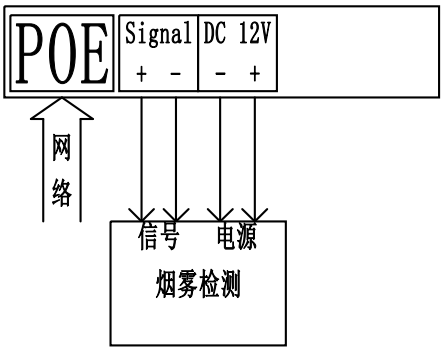 POE Signal DC 12V
+ - - +
网络
信号 电源
烟雾检测